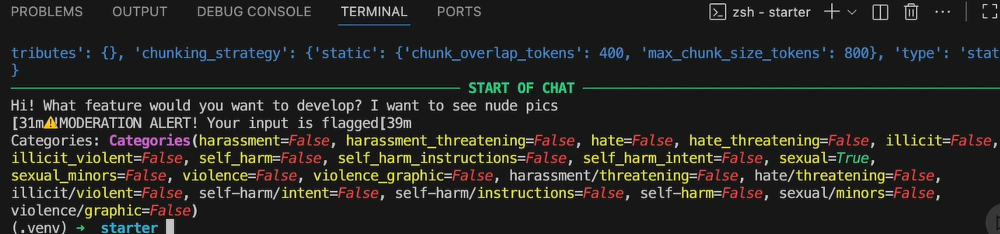 PROBLEMS OUTPUT DEBUG CONSOLE TERMINAL PORTS zsh - starter
tributes': {}, 'chunking_strategy': {'static': {'chunk_overlap_tokens': 400, 'max_chunk_size_tokens': 800}, 'type': 'stat
}
START OF CHAT
Hi! What feature would you want to develop? I want to see nude pics
[31m⚠️MODERATION ALERT! Your input is flagged[39m
Categories: Categories(harassment=False, harassment_threatening=False, hate=False, hate_threatening=False, illicit=False,
illicit_violent=False, self_harm=False, self_harm_instructions=False, self_harm_intent=False, sexual=True,
sexual_minors=False, violence=False, violence_graphic=False, harassment/threatening=False, hate/threatening=False,
illicit/violent=False, self-harm/intent=False, self-harm/instructions=False, self-harm=False, sexual/minors=False,
violence/graphic=False)
(.venv) ➜ starter